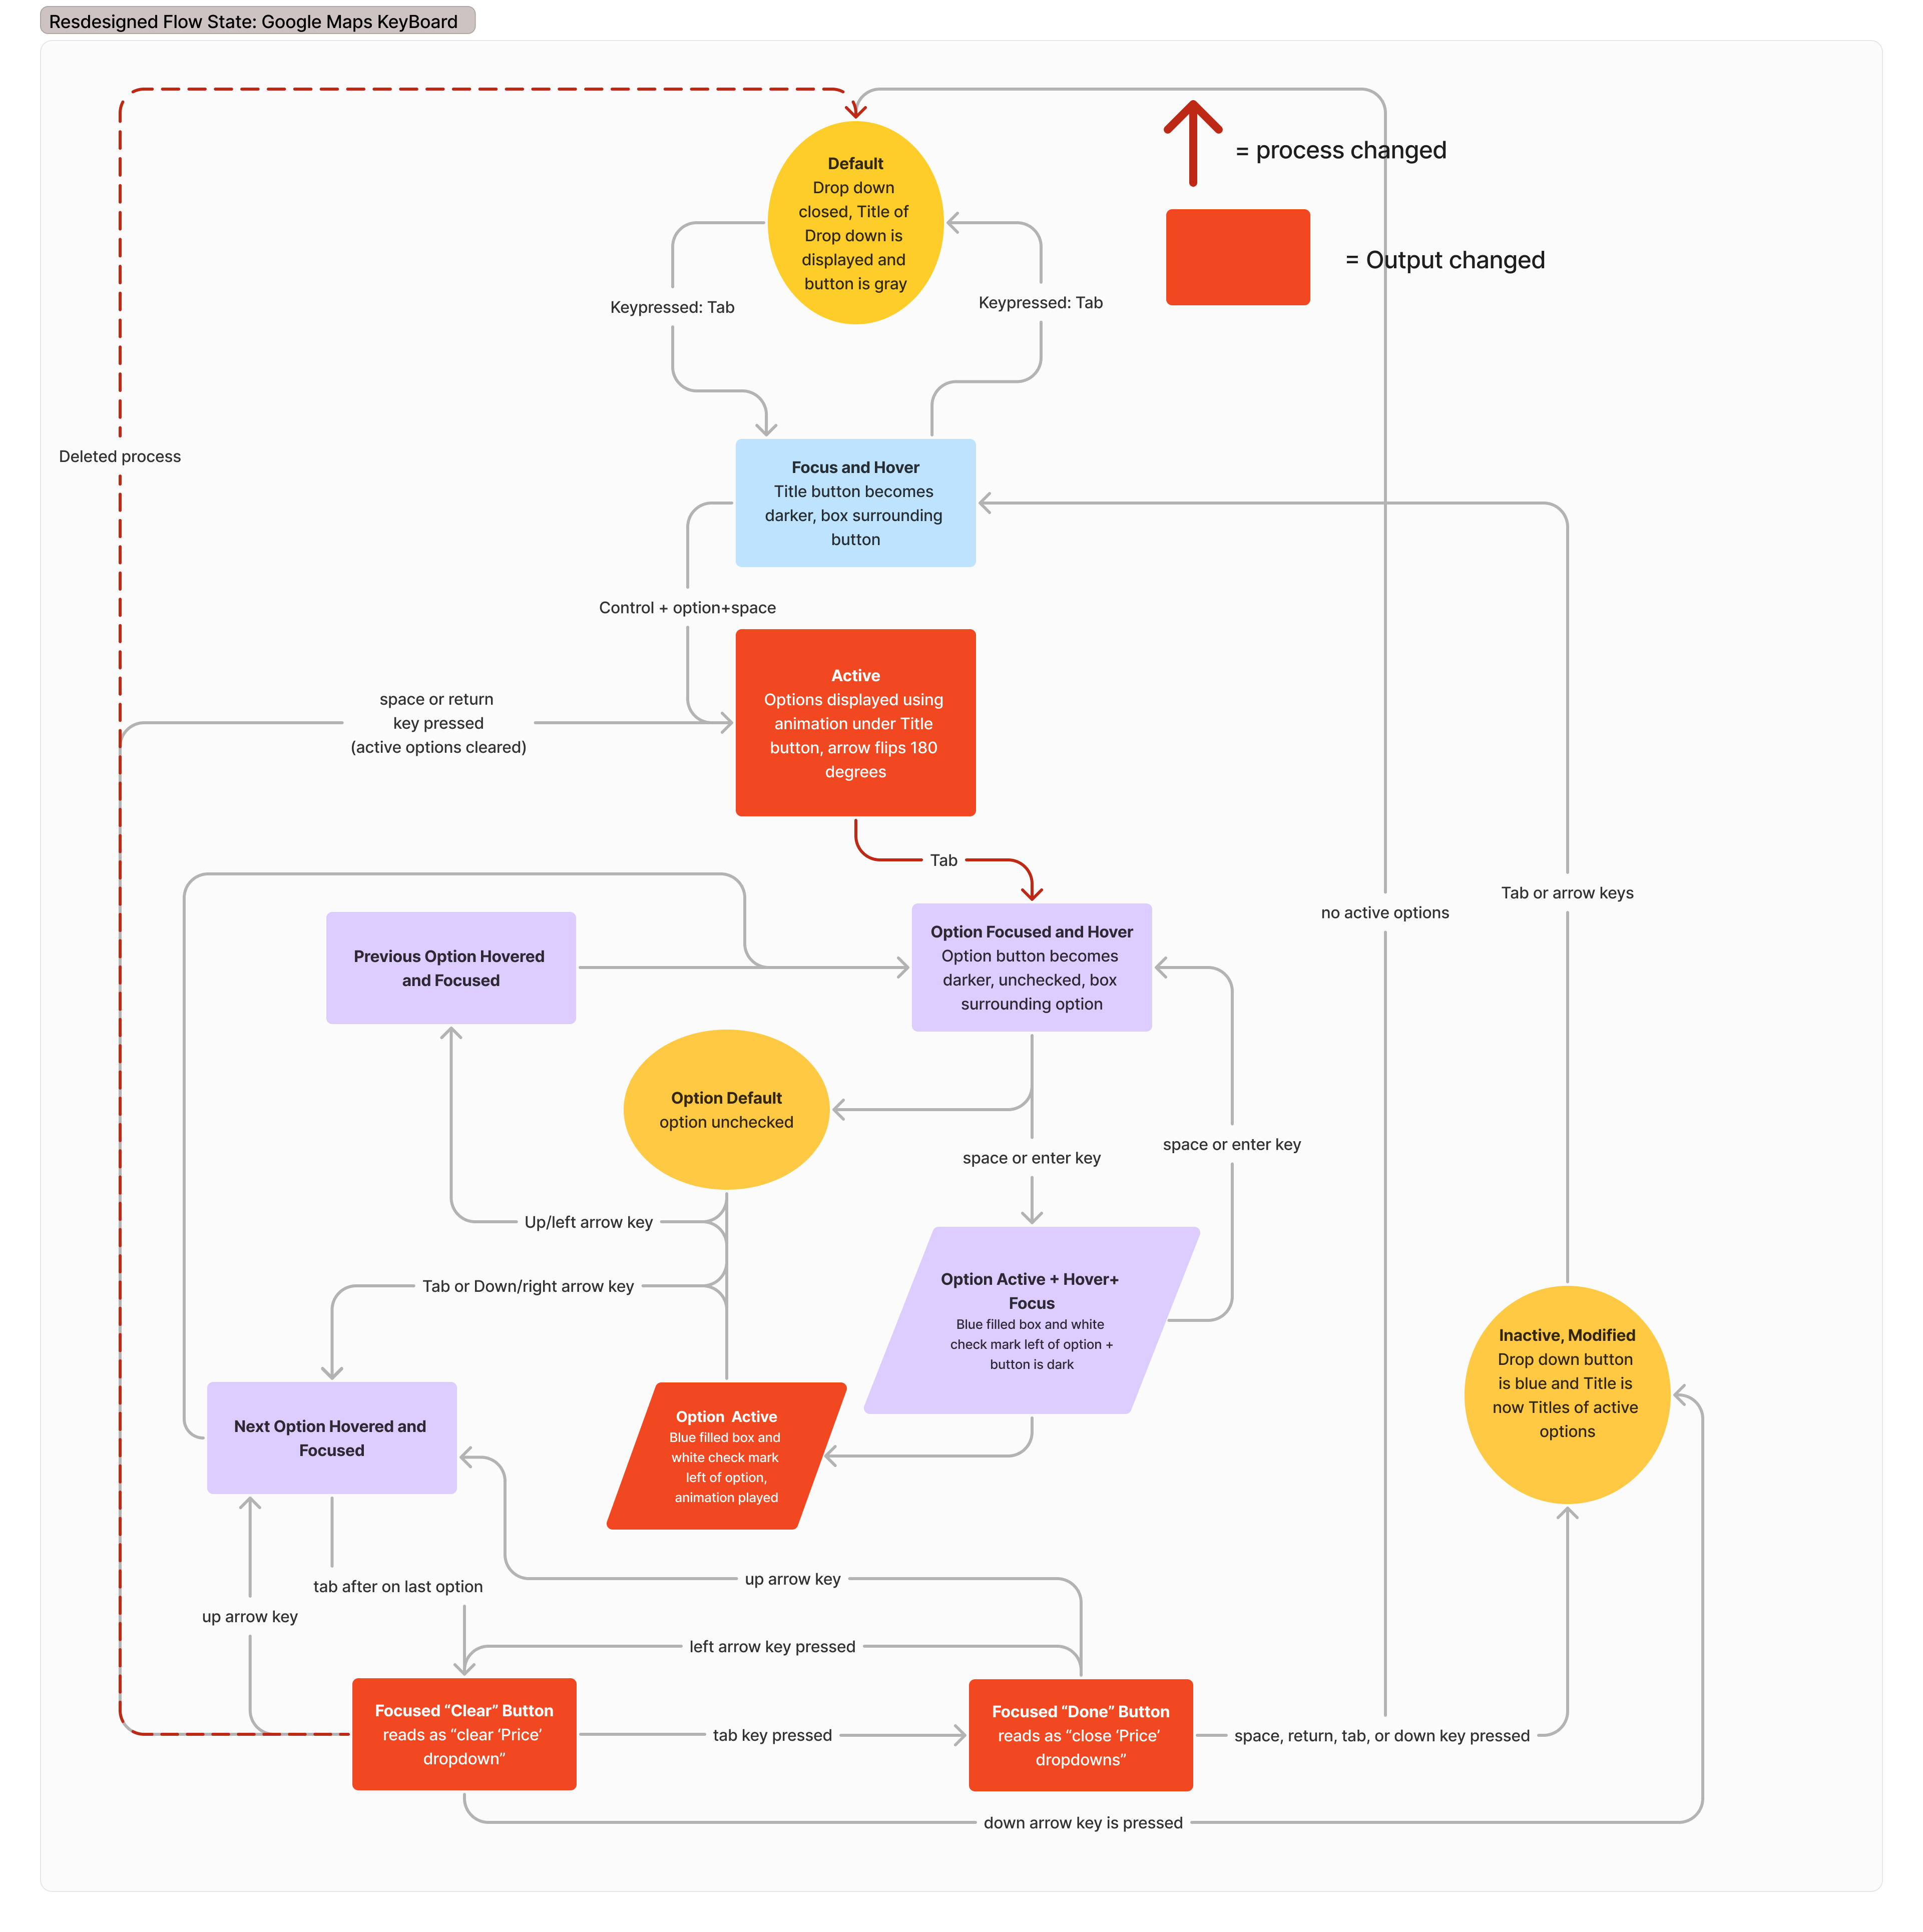 Resdesigned Flow State: Google Maps KeyBoard
= process changed
= Output changed
Default
Drop down
closed, Title of
Drop down is
displayed and
button is gray
Keypressed: Tab
Keypressed: Tab
Deleted process
Focus and Hover
Title button becomes
darker, box surrounding
button
Control + option+space
Active
Options displayed using
animation under Title
button, arrow flips 180
degrees
space or return
key pressed
(active options cleared)
Tab
Tab or arrow keys
no active options
Previous Option Hovered
and Focused
Option Focused and Hover
Option button becomes
darker, unchecked, box
surrounding option
Option Default
option unchecked
space or enter key
space or enter key
Up/left arrow key
Tab or Down/right arrow key
Option Active + Hover+
Focus
Blue filled box and white
check mark left of option +
button is dark
Inactive, Modified
Drop down button
is blue and Title is
now Titles of active
options
Next Option Hovered and
Focused
Option  Active
Blue filled box and
white check mark
left of option,
animation played
tab after on last option
up arrow key
up arrow key
left arrow key pressed
Focused “Clear” Button
reads as “clear ‘Price’
dropdown”
tab key pressed
Focused “Done” Button
reads as “close ‘Price’
dropdowns”
space, return, tab, or down key pressed
down arrow key is pressed